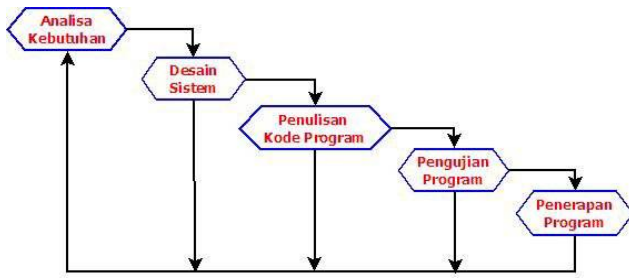 Analisa
Kebutuhan
Desain
Sistem
Penulisan
Kode Program
Pengujian
Program
Penerapan
Program